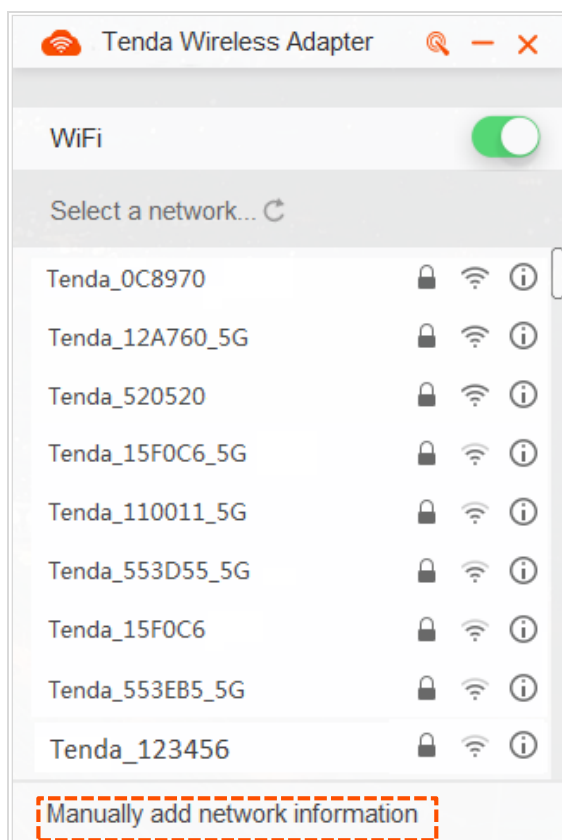 Tenda Wireless Adapter
WiFi
Select a network...
Tenda_0C8970
Tenda_12A760_5G
Tenda_520520
Tenda_15F0C6_5G
Tenda_110011_5G
Tenda_553D55_5G
Tenda_15F0C6
Tenda_553EB5_5G
Tenda_123456
Manually add network information